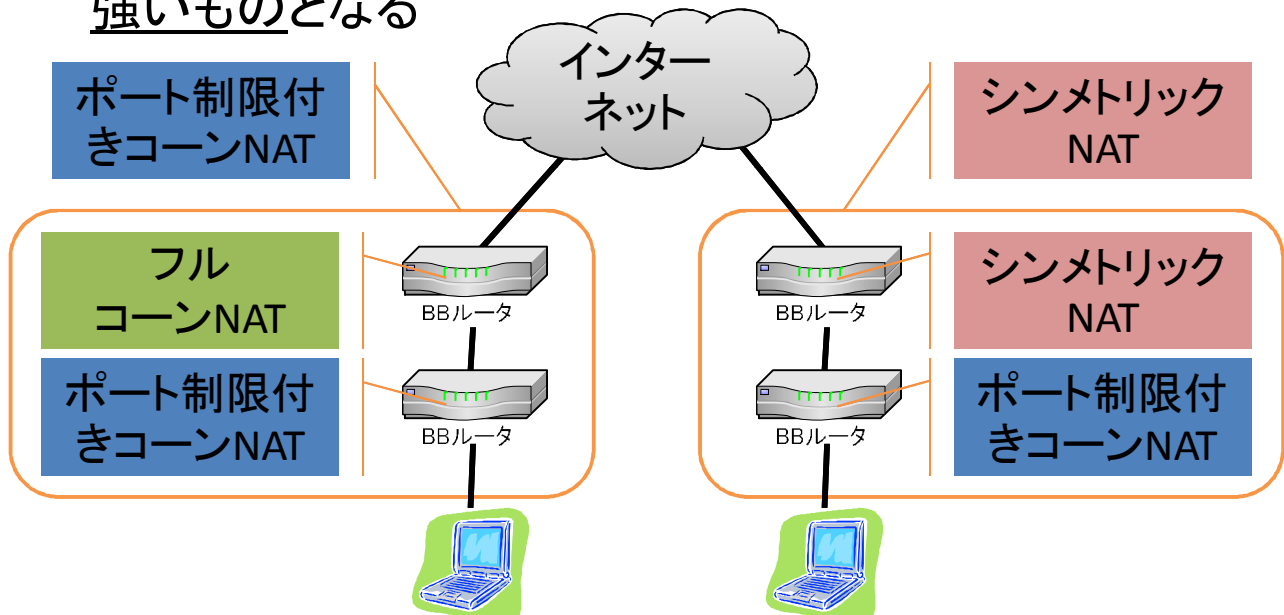 強いものとなる
インター
ネット
ポート制限付
きコーンNAT
シンメトリック
NAT
フル
コーンNAT
BBルータ
BBルータ
シンメトリック
NAT
ポート制限付
きコーンNAT
BBルータ
BBルータ
ポート制限付
きコーンNAT